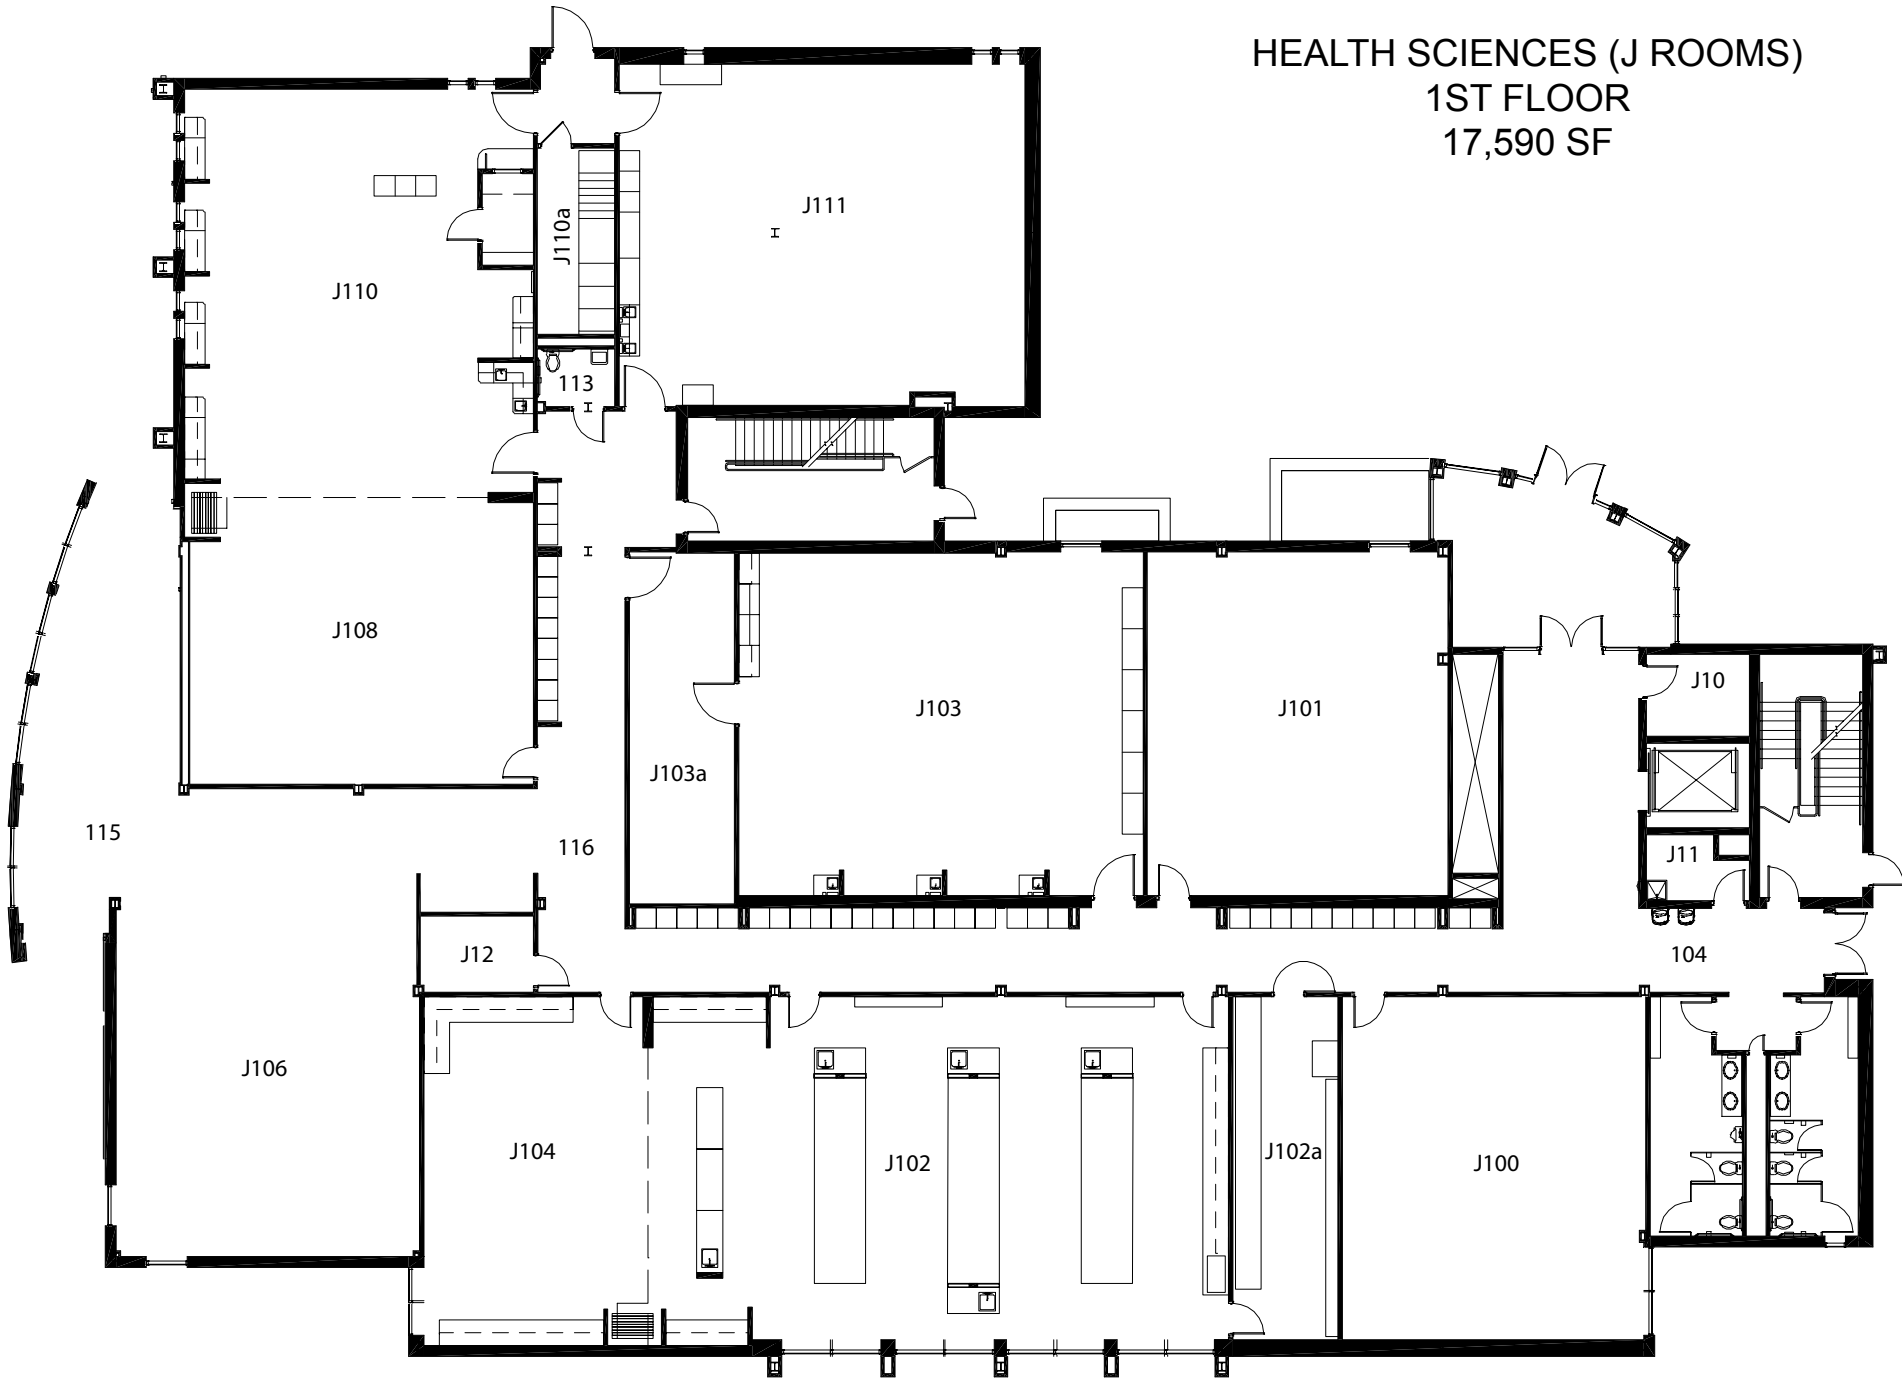 HEALTH SCIENCES (J ROOMS)
1ST FLOOR
17,590 SF
J111
J110a
J110
113
J108
J10
J103
J101
J103a
115
116
J11
J12
104
J106
J104
J102
J102a
J100